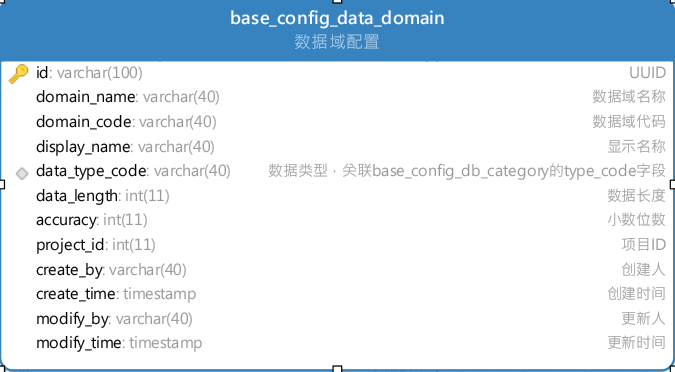 base_config_data_domain
数据域配置
id: varchar(100) UUID
domain_name: varchar(40) 数据域名称
domain_code: varchar(40) 数据域代码
display_name: varchar(40) 显示名称
data_type_code: varchar(40) 数据类型 · 关联base_config_db_category的type_code字段
data_length: int(11) 数据长度
accuracy: int(11) 小数位数
project_id: int(11) 项目ID
create_by: varchar(40) 创建人
create_time: timestamp 创建时间
modify_by: varchar(40) 更新人
modify_time: timestamp 更新时间